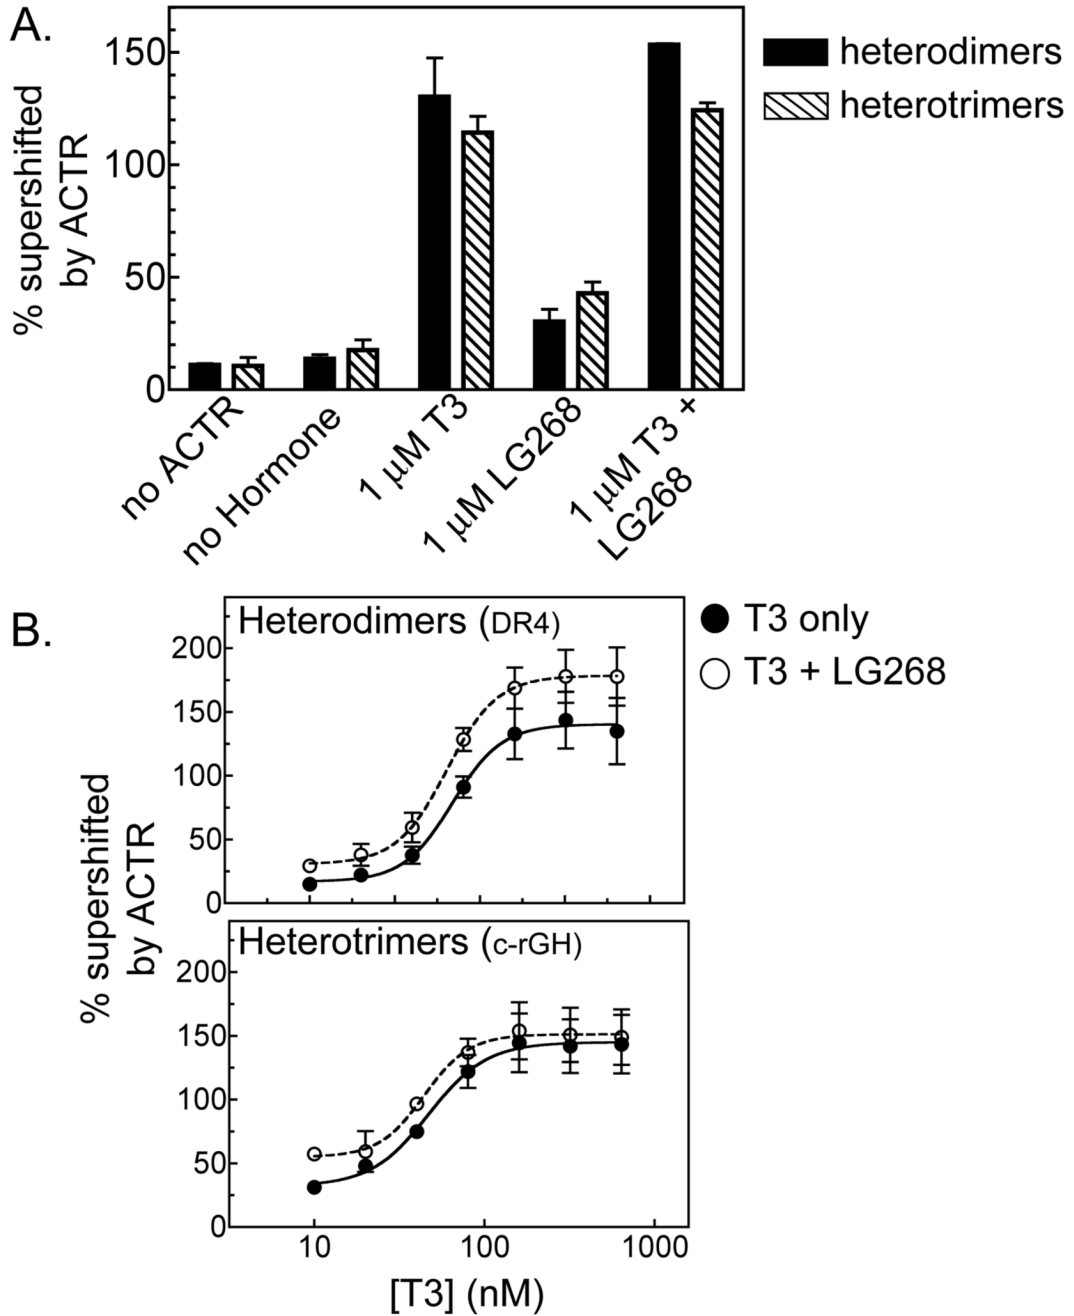 A.
150
100
50
0
% supershifted
by ACTR
heterodimers
heterotrimers
no ACTR
no Hormone
1 μM T3
1 μM LG268
1 μM T3 +
LG268
B.
Heterodimers (DR4)
200
150
100
50
0
T3 only
T3 + LG268
% supershifted
by ACTR
Heterotrimers (c-rGH)
200
150
100
50
0
10 100 1000
[T3] (nM)